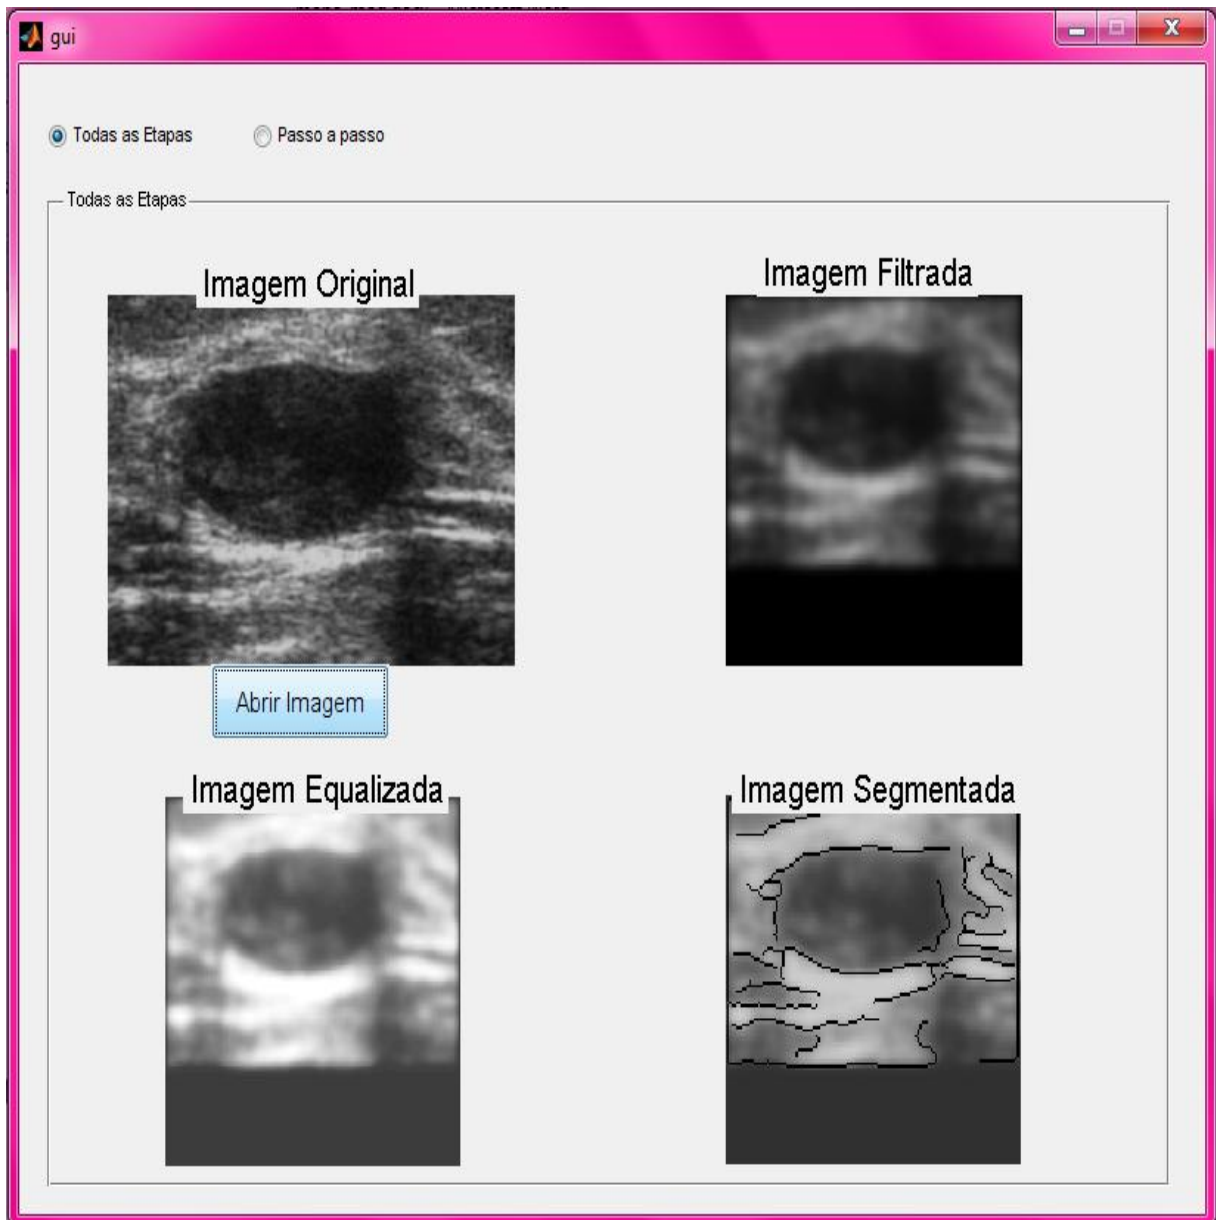 gui
Todas as Etapas
Passo a passo
Todas as Etapas
Imagem Original
Imagem Filtrada
Abrir Imagem
Imagem Equalizada
Imagem Segmentada